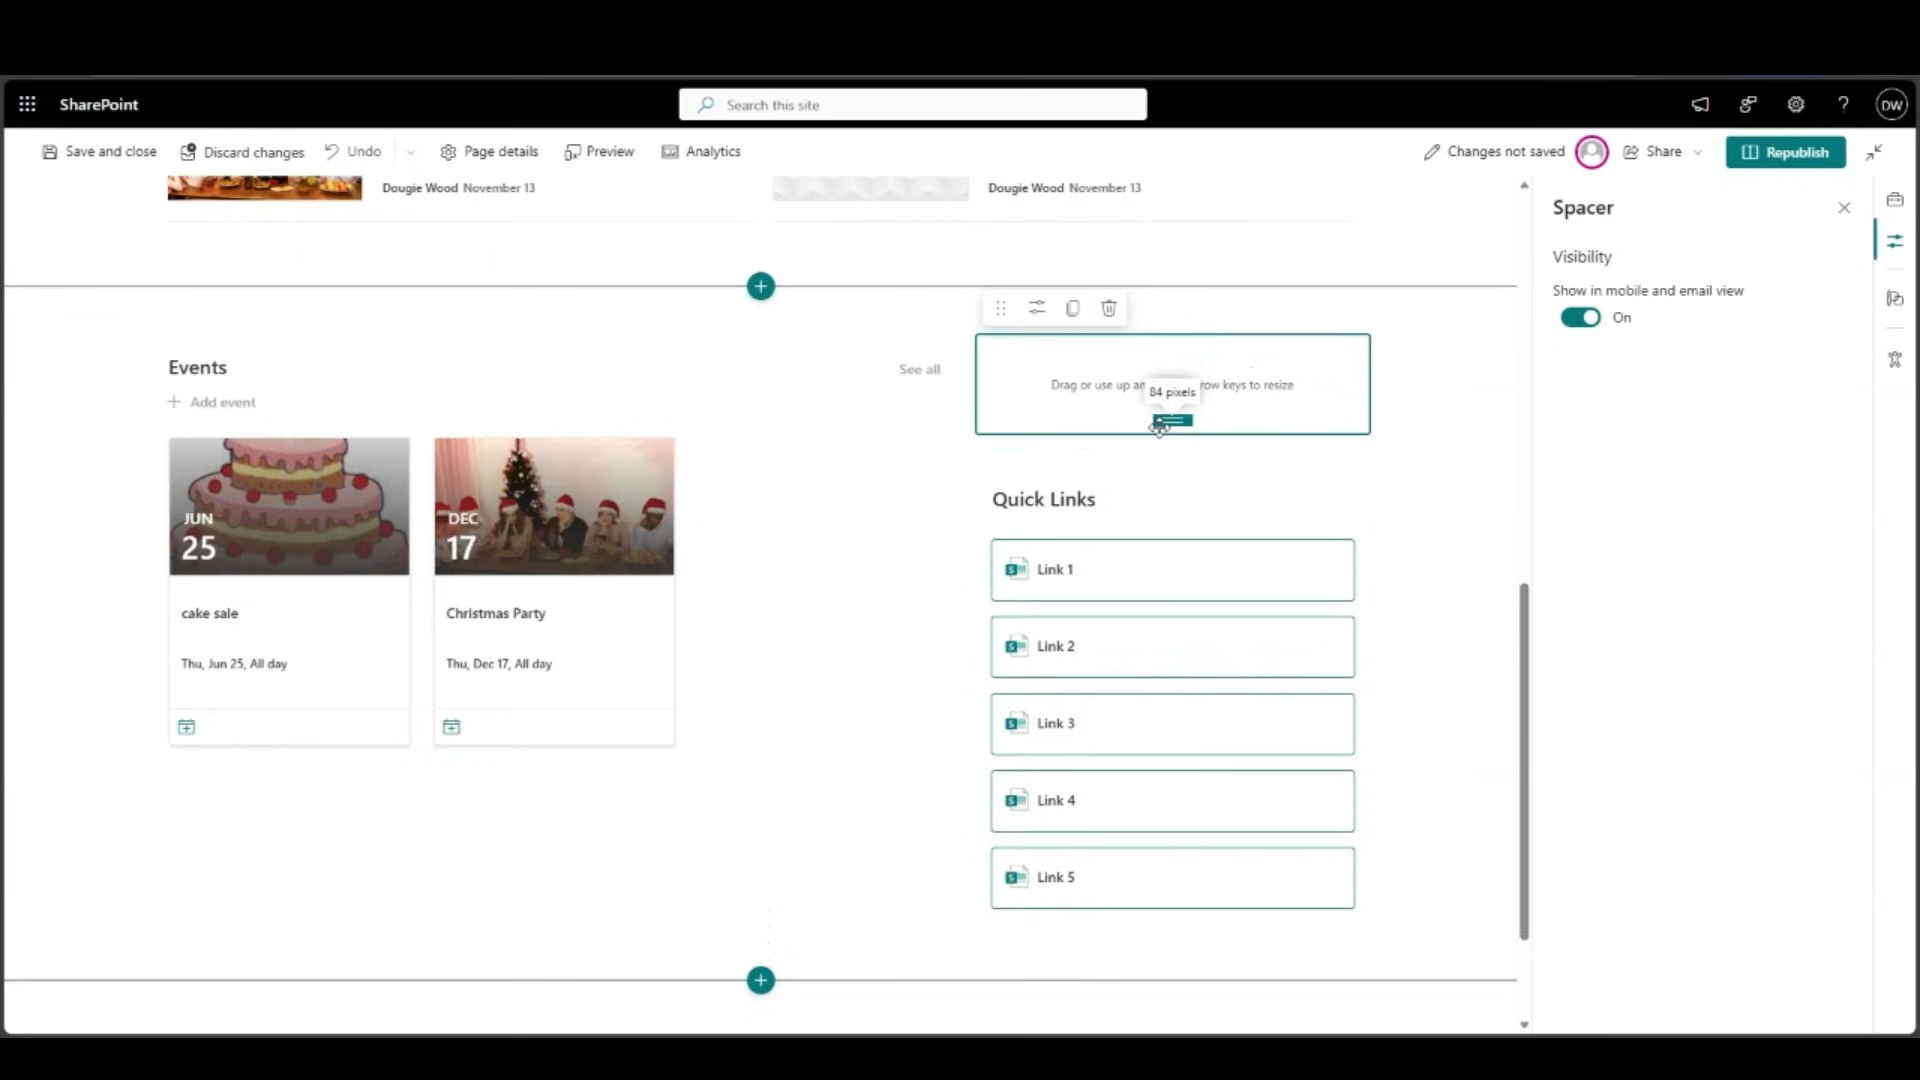 SharePoint
Search this site
DW
Save and close
Discard changes
Undo
Page details
Preview
Analytics
Changes not saved
Share
Republish
Dougie Wood November 13
Dougie Wood November 13
Spacer
Visibility
Show in mobile and email view
On
Events
See all
Add event
Drag or use up an row keys to resize
84 pixels
JUN
25
DEC
17
cake sale
Christmas Party
Thu, Jun 25, All day
Thu, Dec 17, All day
Quick Links
Link 1
Link 2
Link 3
Link 4
Link 5